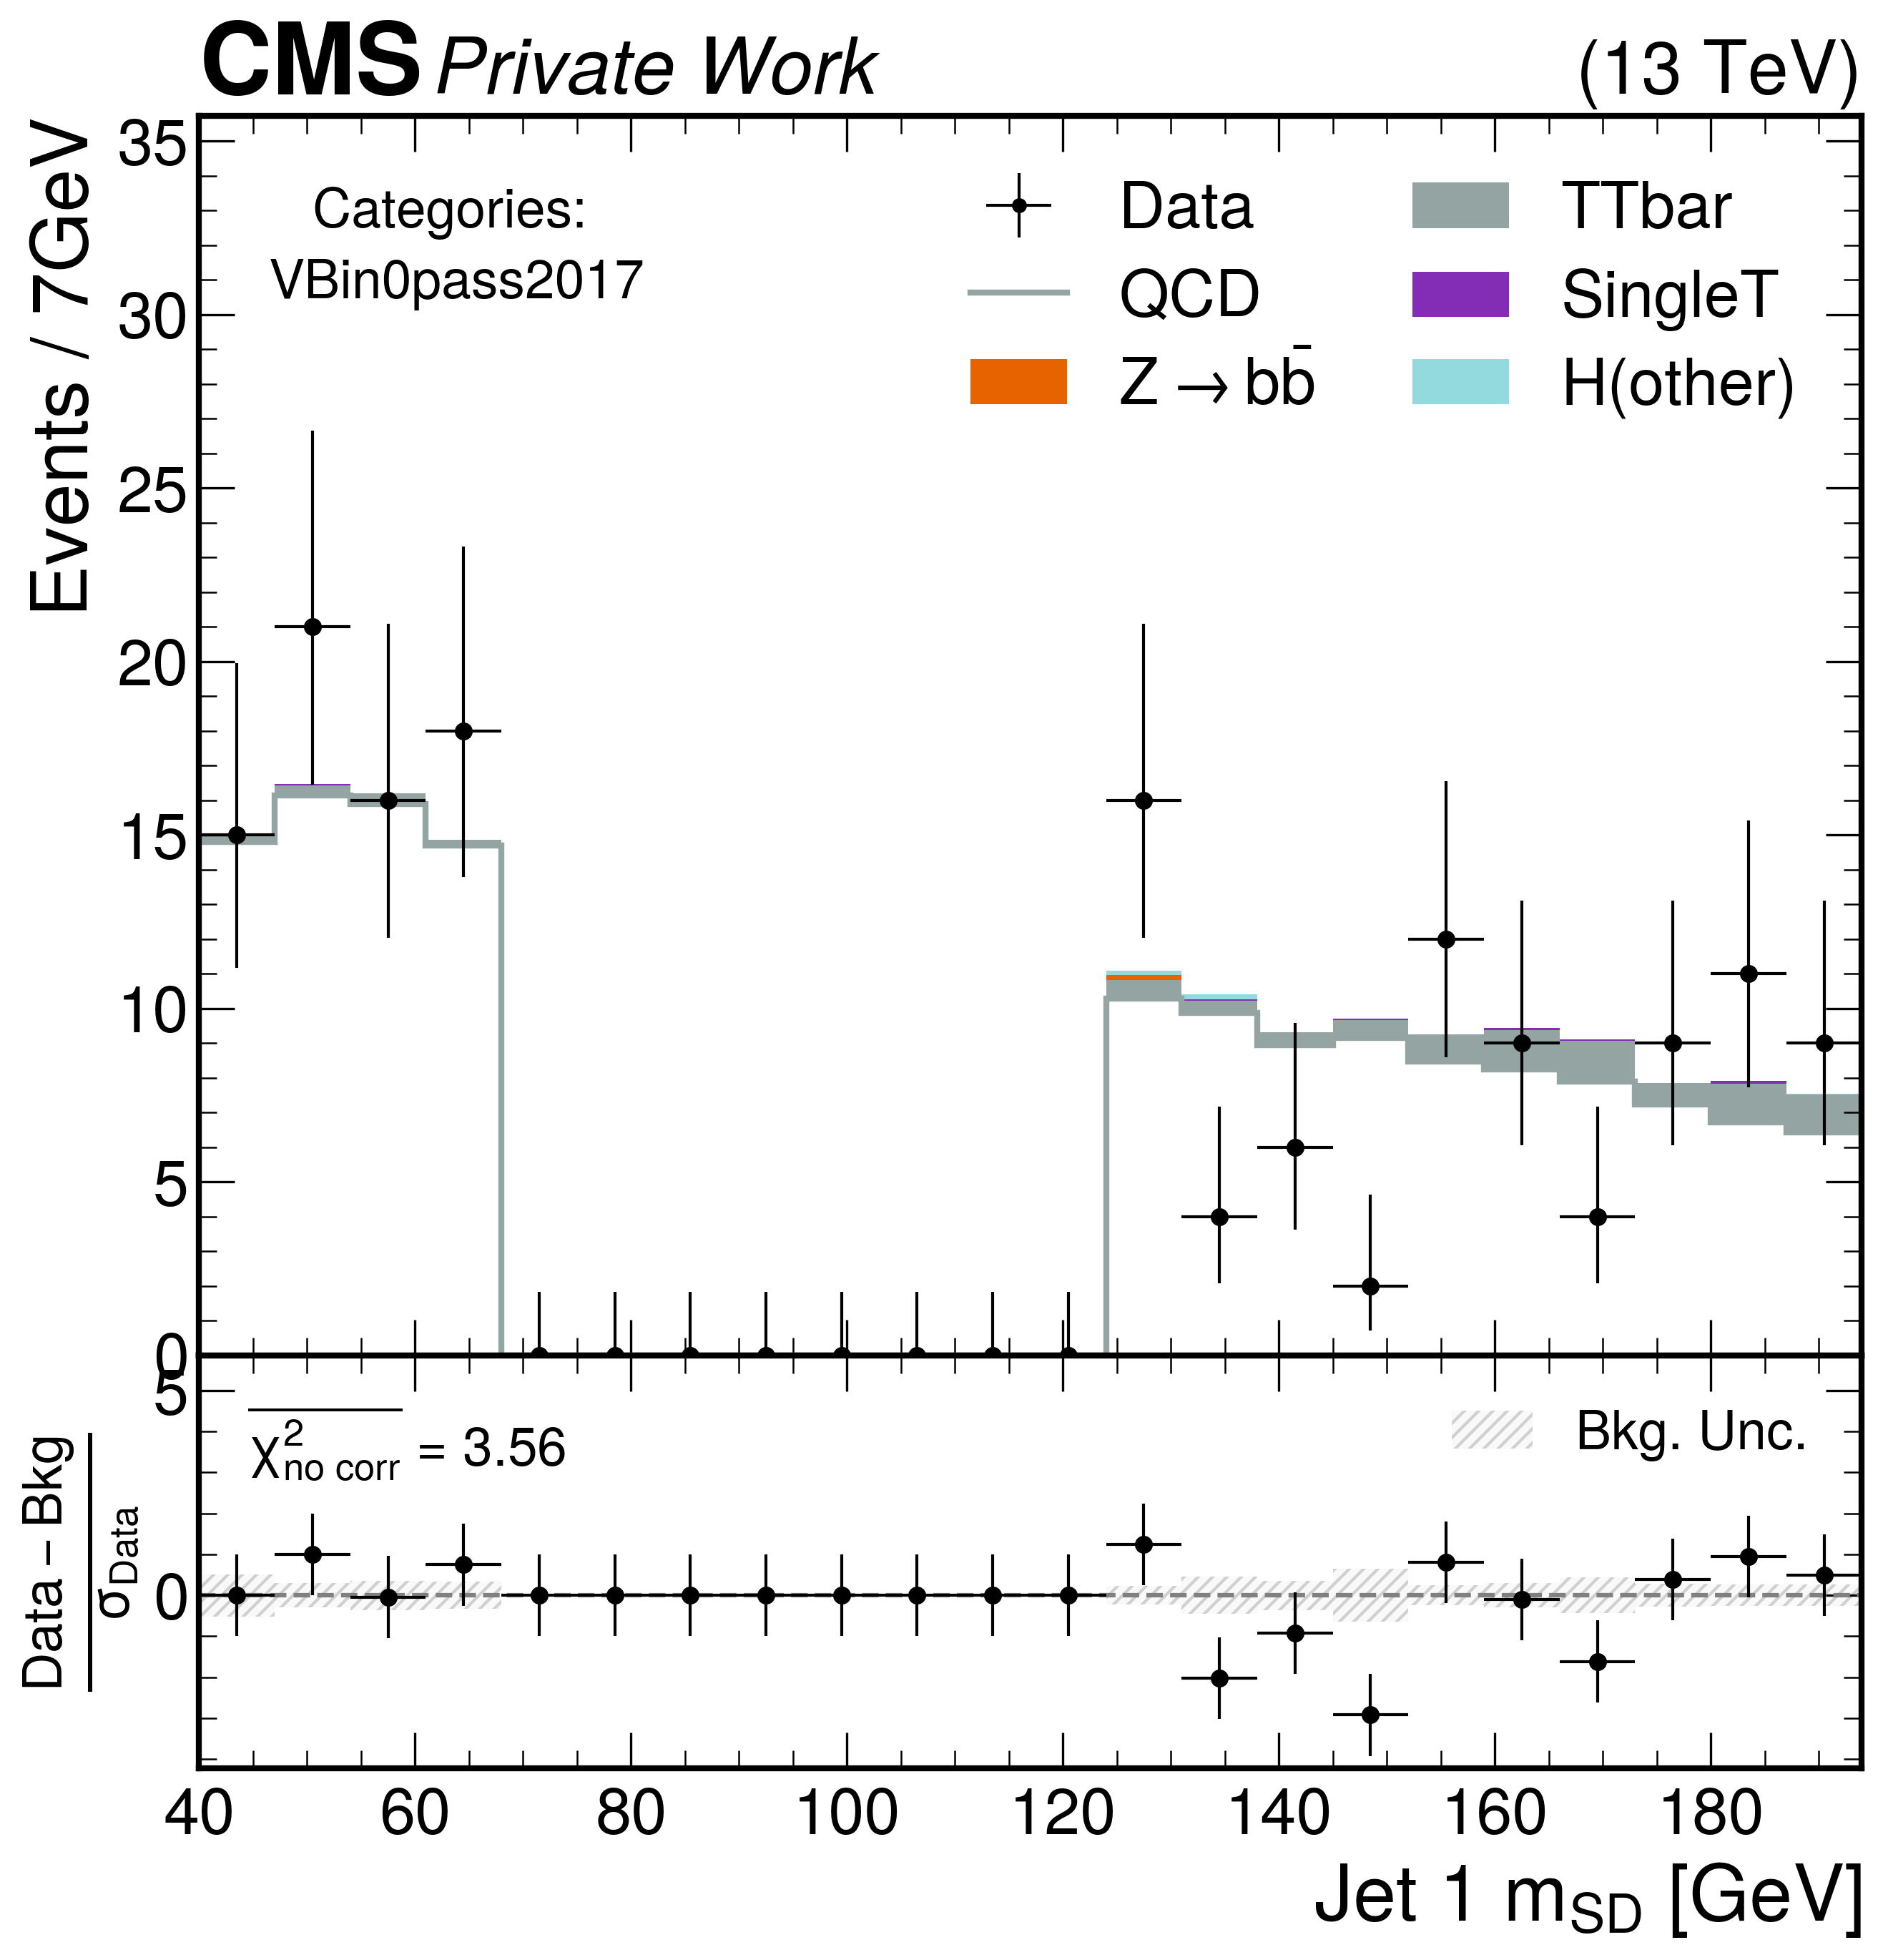 CMS Private Work (13 TeV)
Events / 7GeV
35
30
25
20
15
10
5
0
Categories:
VBin0pass2017
Data
QCD
Z → bb̄
TTbar
SingleT
H(other)
Data − Bkg
σData
5
0
χ²no corr = 3.56
Bkg. Unc.
40 60 80 100 120 140 160 180
Jet 1 mSD [GeV]